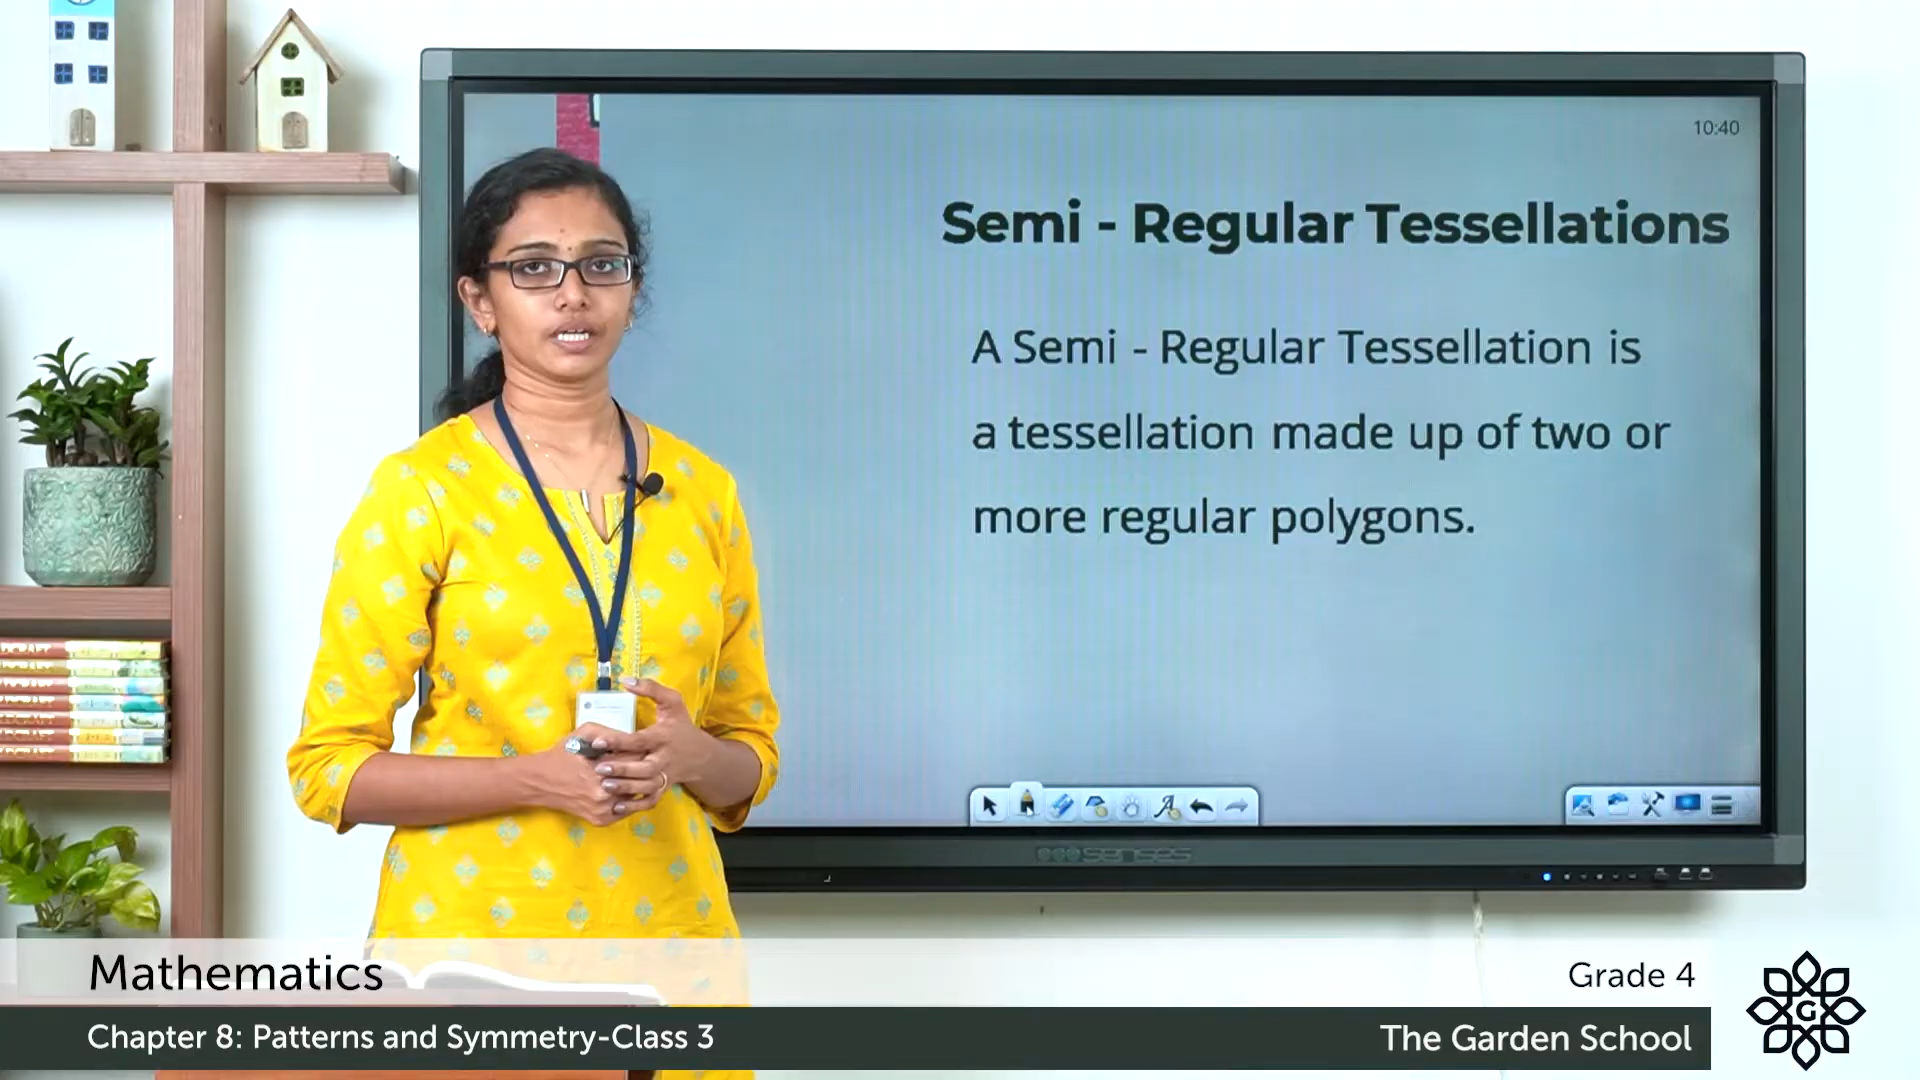 10:40
Semi - Regular Tessellations
A Semi - Regular Tessellation is
a tessellation made up of two or
more regular polygons.
senses
Mathematics
Grade 4
Chapter 8: Patterns and Symmetry-Class 3
The Garden School
G